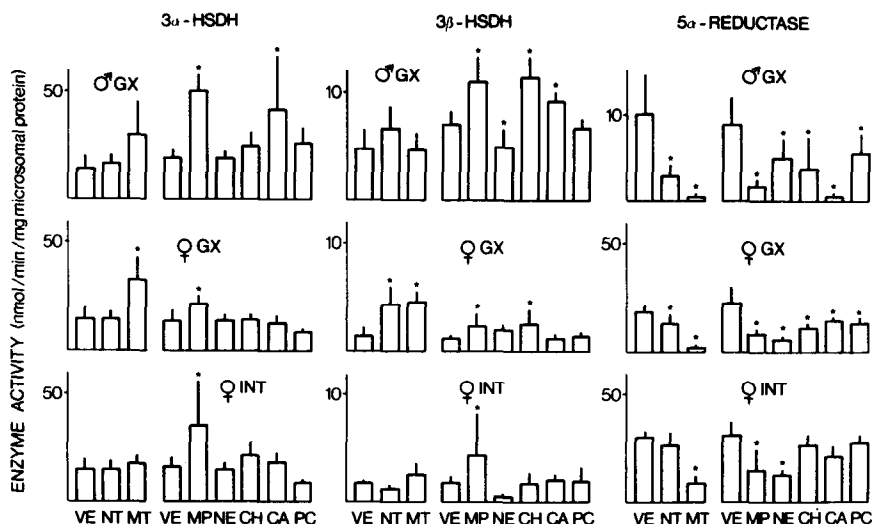 3α-HSDH 3β-HSDH 5α-REDUCTASE
ENZYME ACTIVITY (nmol/min/mg microsomal protein)
50 ♂GX * *
10 ♂GX * * * *
10 ♂GX * * * * * * *
50 ♀GX * *
10 ♀GX * * * *
50 ♀GX * * * * * * *
50 ♀INT *
10 ♀INT *
50 ♀INT * * *
VE NT MT VE MP NE CH CA PC VE NT MT VE MP NE CH CA PC VE NT MT VE MP NE CH CA PC